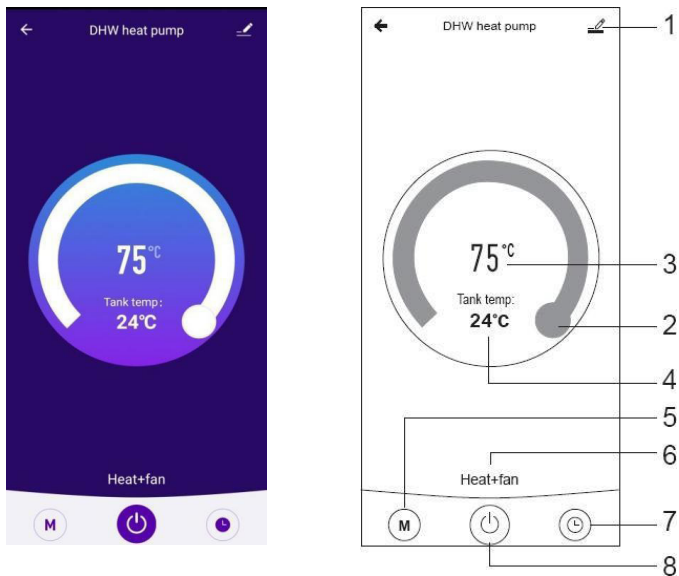 DHW heat pump
75°C
Tank temp:
24°C
Heat+fan
M
DHW heat pump
1
75°C
3
Tank temp:
2
24°C
4
5
6
Heat+fan
M
7
8